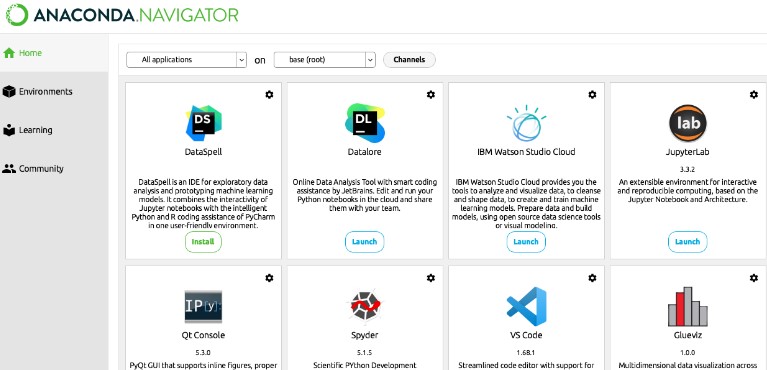 ANACONDA.NAVIGATOR
Home
Environments
Learning
Community
All applications
on
base (root)
Channels
DS
DataSpell
DataSpell is an IDE for exploratory data
analysis and prototyping machine learning
models. It combines the interactivity of
Jupyter notebooks with the intelligent
Python and R coding assistance of PyCharm
in one user-friendly environment.
Install
DL
Datalore
Online Data Analysis Tool with smart coding
assistance by JetBrains. Edit and run your
Python notebooks in the cloud and share
them with your team.
Launch
IBM Watson Studio Cloud
IBM Watson Studio Cloud provides you the
tools to analyze and visualize data, to cleanse
and shape data, to create and train machine
learning models. Prepare data and build
models, using open source data science tools
or visual modeling.
Launch
lab
JupyterLab
3.3.2
An extensible environment for interactive
and reproducible computing, based on the
Jupyter Notebook and Architecture.
Launch
IP[y]:
Qt Console
5.3.0
PyQt GUI that supports inline figures, proper
Spyder
5.1.5
Scientific PYthon Development
VS Code
1.68.1
Streamlined code editor with support for
Glueviz
1.0.0
Multidimensional data visualization across